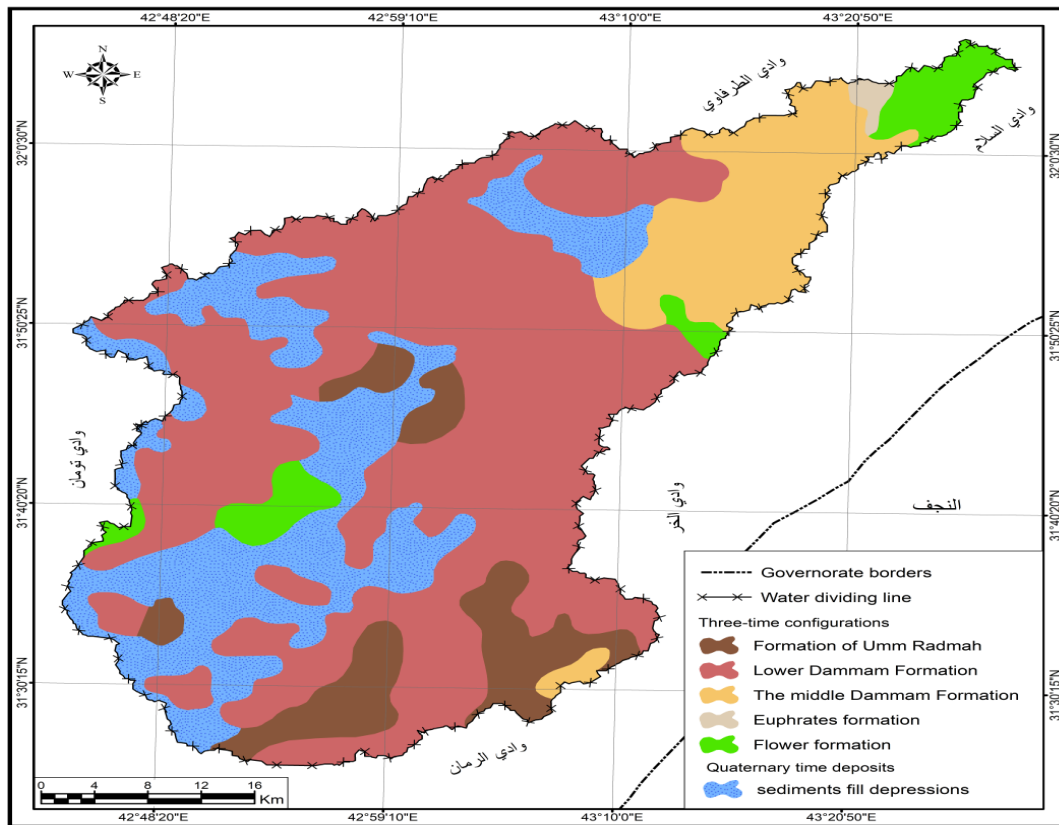 42°48'20"E 42°59'10"E 43°10'0"E 43°20'50"E
N
W E
S
وادي الطرفاوي
وادي السلام
32°0'30"N 32°0'30"N
31°50'25"N 31°50'25"N
وادي تومان
31°40'20"N 31°40'20"N
وادي الخر
النجف
31°30'15"N 31°30'15"N
وادي الرمان
Governorate borders
Water dividing line
Three-time configurations
Formation of Umm Radmah
Lower Dammam Formation
The middle Dammam Formation
Euphrates formation
Flower formation
Quaternary time deposits
sediments fill depressions
0 2 4 8 12 16
Km
42°48'20"E 42°59'10"E 43°10'0"E 43°20'50"E